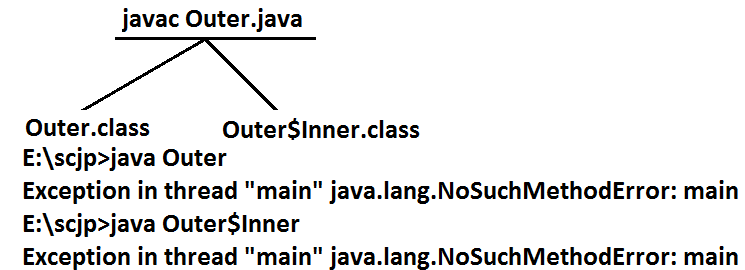 javac Outer.java
Outer.class
Outer$Inner.class
E:\scjp>java Outer
Exception in thread "main" java.lang.NoSuchMethodError: main
E:\scjp>java Outer$Inner
Exception in thread "main" java.lang.NoSuchMethodError: main